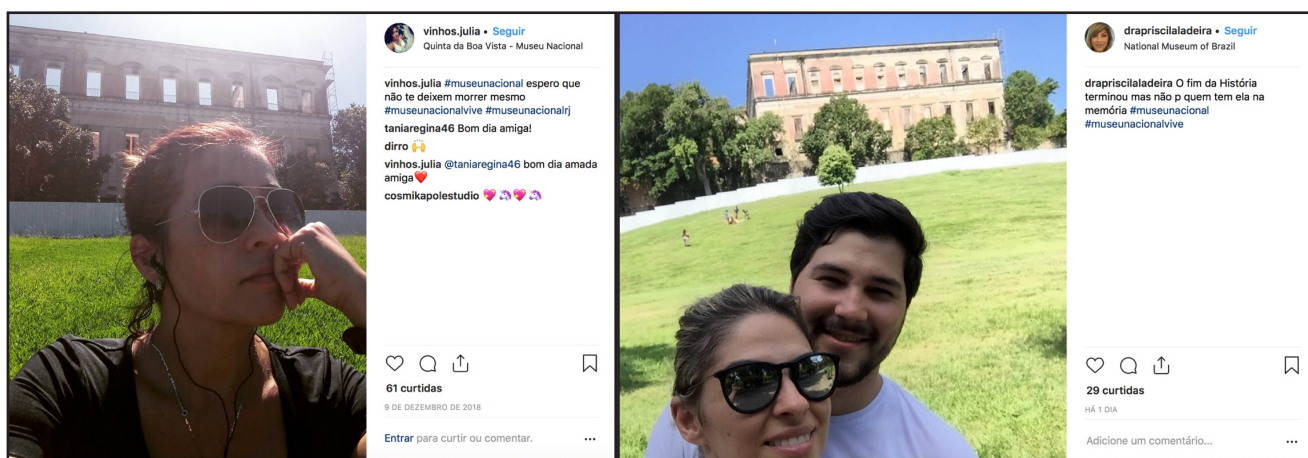 vinhos.julia • Seguir
Quinta da Boa Vista - Museu Nacional
vinhos.julia #museunacional espero que
não te deixem morrer mesmo
#museunacionalvive #museunacionalrj
taniaregina46 Bom dia amiga!
dirro 🙌
vinhos.julia @taniaregina46 bom dia amada
amiga❤️
cosmikapolestudio 💖🦄💖🦄
61 curtidas
9 DE DEZEMBRO DE 2018
Entrar para curtir ou comentar.
drapriscilaladeira • Seguir
National Museum of Brazil
drapriscilaladeira O fim da História
terminou mas não p quem tem ela na
memória #museunacional
#museunacionalvive
29 curtidas
HÁ 1 DIA
Adicione um comentário...